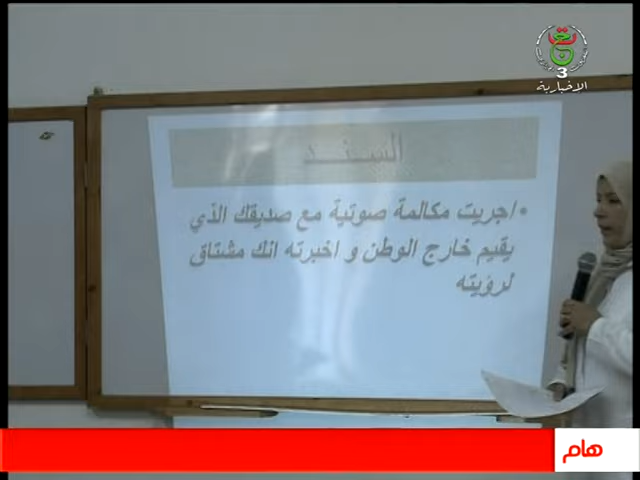 3
الاخبارية
السند
• اجريت مكالمة صوتية مع صديقك الذي
يقيم خارج الوطن و اخبرته انك مشتاق
لرؤيته
هام